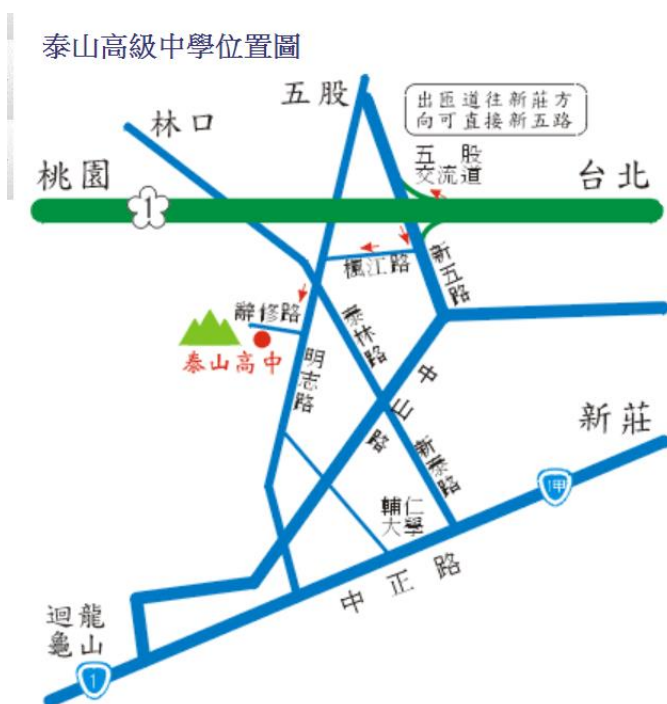 泰山高級中學位置圖
五股
出匝道往新莊方
向可直接新五路
林口
桃園
1
五股
交流道
台北
楓江路
新五路
辭修路
泰山高中
泰林路
明志路
中山路
新莊
新泰路
1甲
輔仁
大學
中正路
迴龍
龜山
1